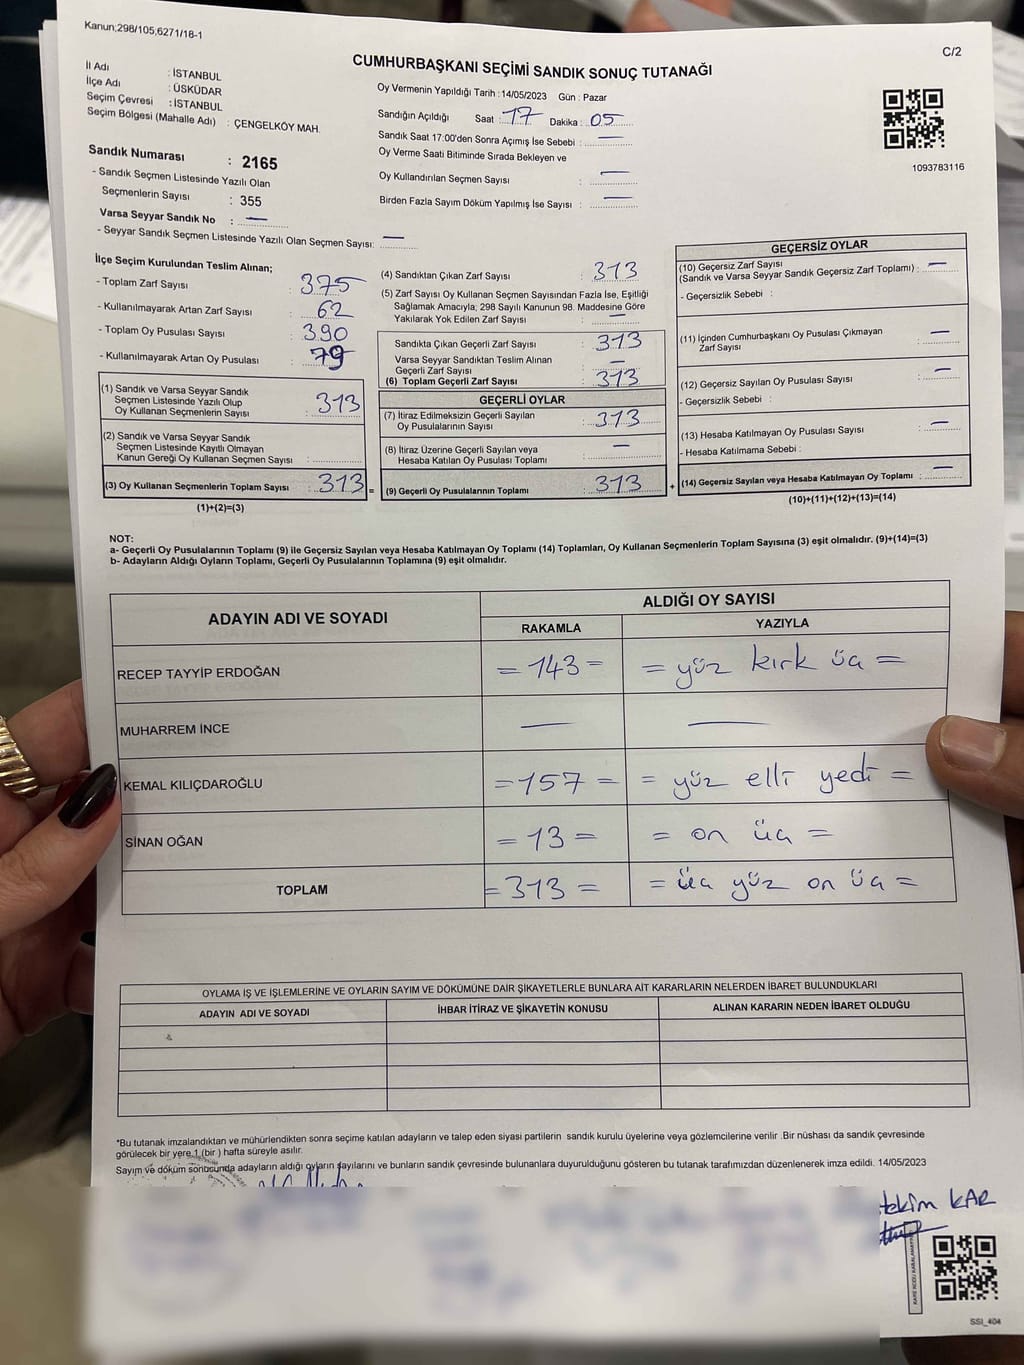 Kanun;298/105,6271/18-1
C/2
CUMHURBAŞKANI SEÇİMİ SANDIK SONUÇ TUTANAĞI
İl Adı : İSTANBUL
İlçe Adı : ÜSKÜDAR
Seçim Çevresi : İSTANBUL
Seçim Bölgesi (Mahalle Adı) : ÇENGELKÖY MAH.
Sandık Numarası : 2165
- Sandık Seçmen Listesinde Yazılı Olan
Seçmenlerin Sayısı : 355
Varsa Seyyar Sandık No : —
- Seyyar Sandık Seçmen Listesinde Yazılı Olan Seçmen Sayısı: —
Oy Vermenin Yapıldığı Tarih : 14/05/2023 Gün : Pazar
Sandığın Açıldığı Saat : 17 Dakika : 05
Sandık Saat 17:00'den Sonra Açımış İse Sebebi : —
Oy Verme Saati Bitiminde Sırada Bekleyen ve
Oy Kullandırılan Seçmen Sayısı : —
Birden Fazla Sayım Döküm Yapılmış İse Sayısı : —
1093783116
İlçe Seçim Kurulundan Teslim Alınan;
- Toplam Zarf Sayısı : 375
- Kullanılmayarak Artan Zarf Sayısı : 62
- Toplam Oy Pusulası Sayısı : 390
- Kullanılmayarak Artan Oy Pusulası : 79
(1) Sandık ve Varsa Seyyar Sandık
Seçmen Listesinde Yazılı Olup
Oy Kullanan Seçmenlerin Sayısı : 313
(2) Sandık ve Varsa Seyyar Sandık
Seçmen Listesinde Kayıtlı Olmayan
Kanun Gereği Oy Kullanan Seçmen Sayısı :
(3) Oy Kullanan Seçmenlerin Toplam Sayısı : 313 =
(1)+(2)=(3)
(4) Sandıktan Çıkan Zarf Sayısı : 313
(5) Zarf Sayısı Oy Kullanan Seçmen Sayısından Fazla İse, Eşitliği
Sağlamak Amacıyla; 298 Sayılı Kanunun 98. Maddesine Göre
Yakılarak Yok Edilen Zarf Sayısı : —
Sandıkta Çıkan Geçerli Zarf Sayısı : 313
Varsa Seyyar Sandıktan Teslim Alınan
Geçerli Zarf Sayısı : —
(6) Toplam Geçerli Zarf Sayısı : 313
GEÇERLİ OYLAR
(7) İtiraz Edilmeksizin Geçerli Sayılan
Oy Pusulalarının Sayısı : 313
(8) İtiraz Üzerine Geçerli Sayılan veya
Hesaba Katılan Oy Pusulası Toplamı : —
(9) Geçerli Oy Pusulalarının Toplamı : 313 +
GEÇERSİZ OYLAR
(10) Geçersiz Zarf Sayısı
(Sandık ve Varsa Seyyar Sandık Geçersiz Zarf Toplamı) : —
- Geçersizlik Sebebi :
(11) İçinden Cumhurbaşkanı Oy Pusulası Çıkmayan
Zarf Sayısı : —
(12) Geçersiz Sayılan Oy Pusulası Sayısı : —
- Geçersizlik Sebebi :
(13) Hesaba Katılmayan Oy Pusulası Sayısı : —
- Hesaba Katılmama Sebebi :
(14) Geçersiz Sayılan veya Hesaba Katılmayan Oy Toplamı : —
(10)+(11)+(12)+(13)=(14)
NOT:
a- Geçerli Oy Pusulalarının Toplamı (9) ile Geçersiz Sayılan veya Hesaba Katılmayan Oy Toplamı (14) Toplamları, Oy Kullanan Seçmenlerin Toplam Sayısına (3) eşit olmalıdır. (9)+(14)=(3)
b- Adayların Aldığı Oyların Toplamı, Geçerli Oy Pusulalarının Toplamına (9) eşit olmalıdır.
ADAYIN ADI VE SOYADI
ALDIĞI OY SAYISI
RAKAMLA YAZIYLA
RECEP TAYYİP ERDOĞAN = 143 = = yüz kırk üç =
MUHARREM İNCE — —
KEMAL KILIÇDAROĞLU = 157 = = yüz elli yedi =
SİNAN OĞAN = 13 = = on üç =
TOPLAM = 313 = = üç yüz on üç =
OYLAMA İŞ VE İŞLEMLERİNE VE OYLARIN SAYIM VE DÖKÜMÜNE DAİR ŞİKAYETLERLE BUNLARA AİT KARARLARIN NELERDEN İBARET BULUNDUKLARI
ADAYIN ADI VE SOYADI İHBAR İTİRAZ VE ŞİKAYETİN KONUSU ALINAN KARARIN NEDEN İBARET OLDUĞU
*Bu tutanak imzalandıktan ve mühürlendikten sonra seçime katılan adayların ve talep eden siyasi partilerin sandık kurulu üyelerine veya gözlemcilerine verilir .Bir nüshası da sandık çevresinde
görülecek bir yere 1 (bir ) hafta süreyle asılır.
Sayım ve döküm sonusunda adayların aldığı oyların sayılarını ve bunların sandık çevresinde bulunanlara duyurulduğunu gösteren bu tutanak tarafımızdan düzenlenerek imza edildi. 14/05/2023
KAR
SSI_404